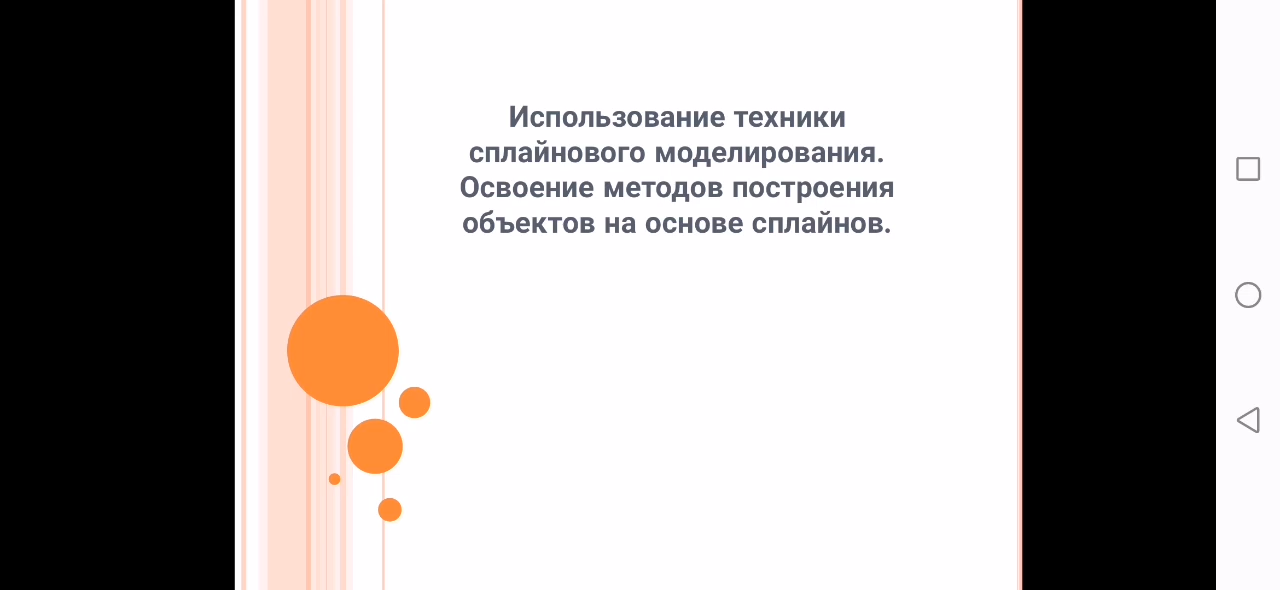 Использование техники
сплайнового моделирования.
Освоение методов построения
объектов на основе сплайнов.